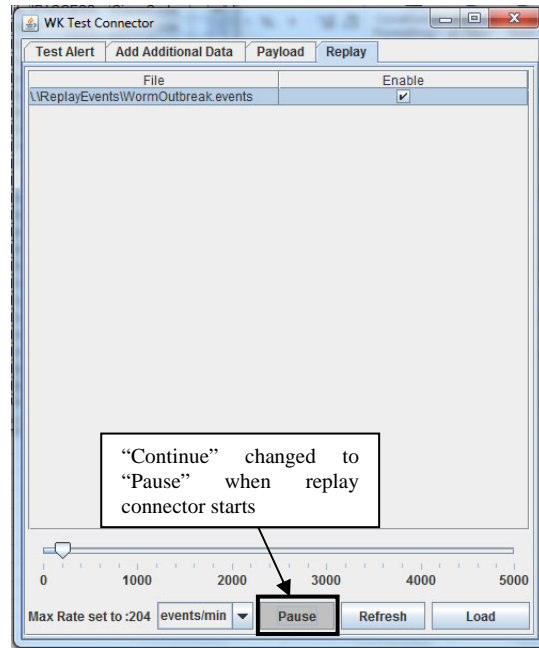 WK Test Connector
Test Alert Add Additional Data Payload Replay
File Enable
\.\ReplayEvents\WormOutbreak.events
“Continue” changed to
“Pause” when replay
connector starts
0 1000 2000 3000 4000 5000
Max Rate set to :204 events/min Pause Refresh Load